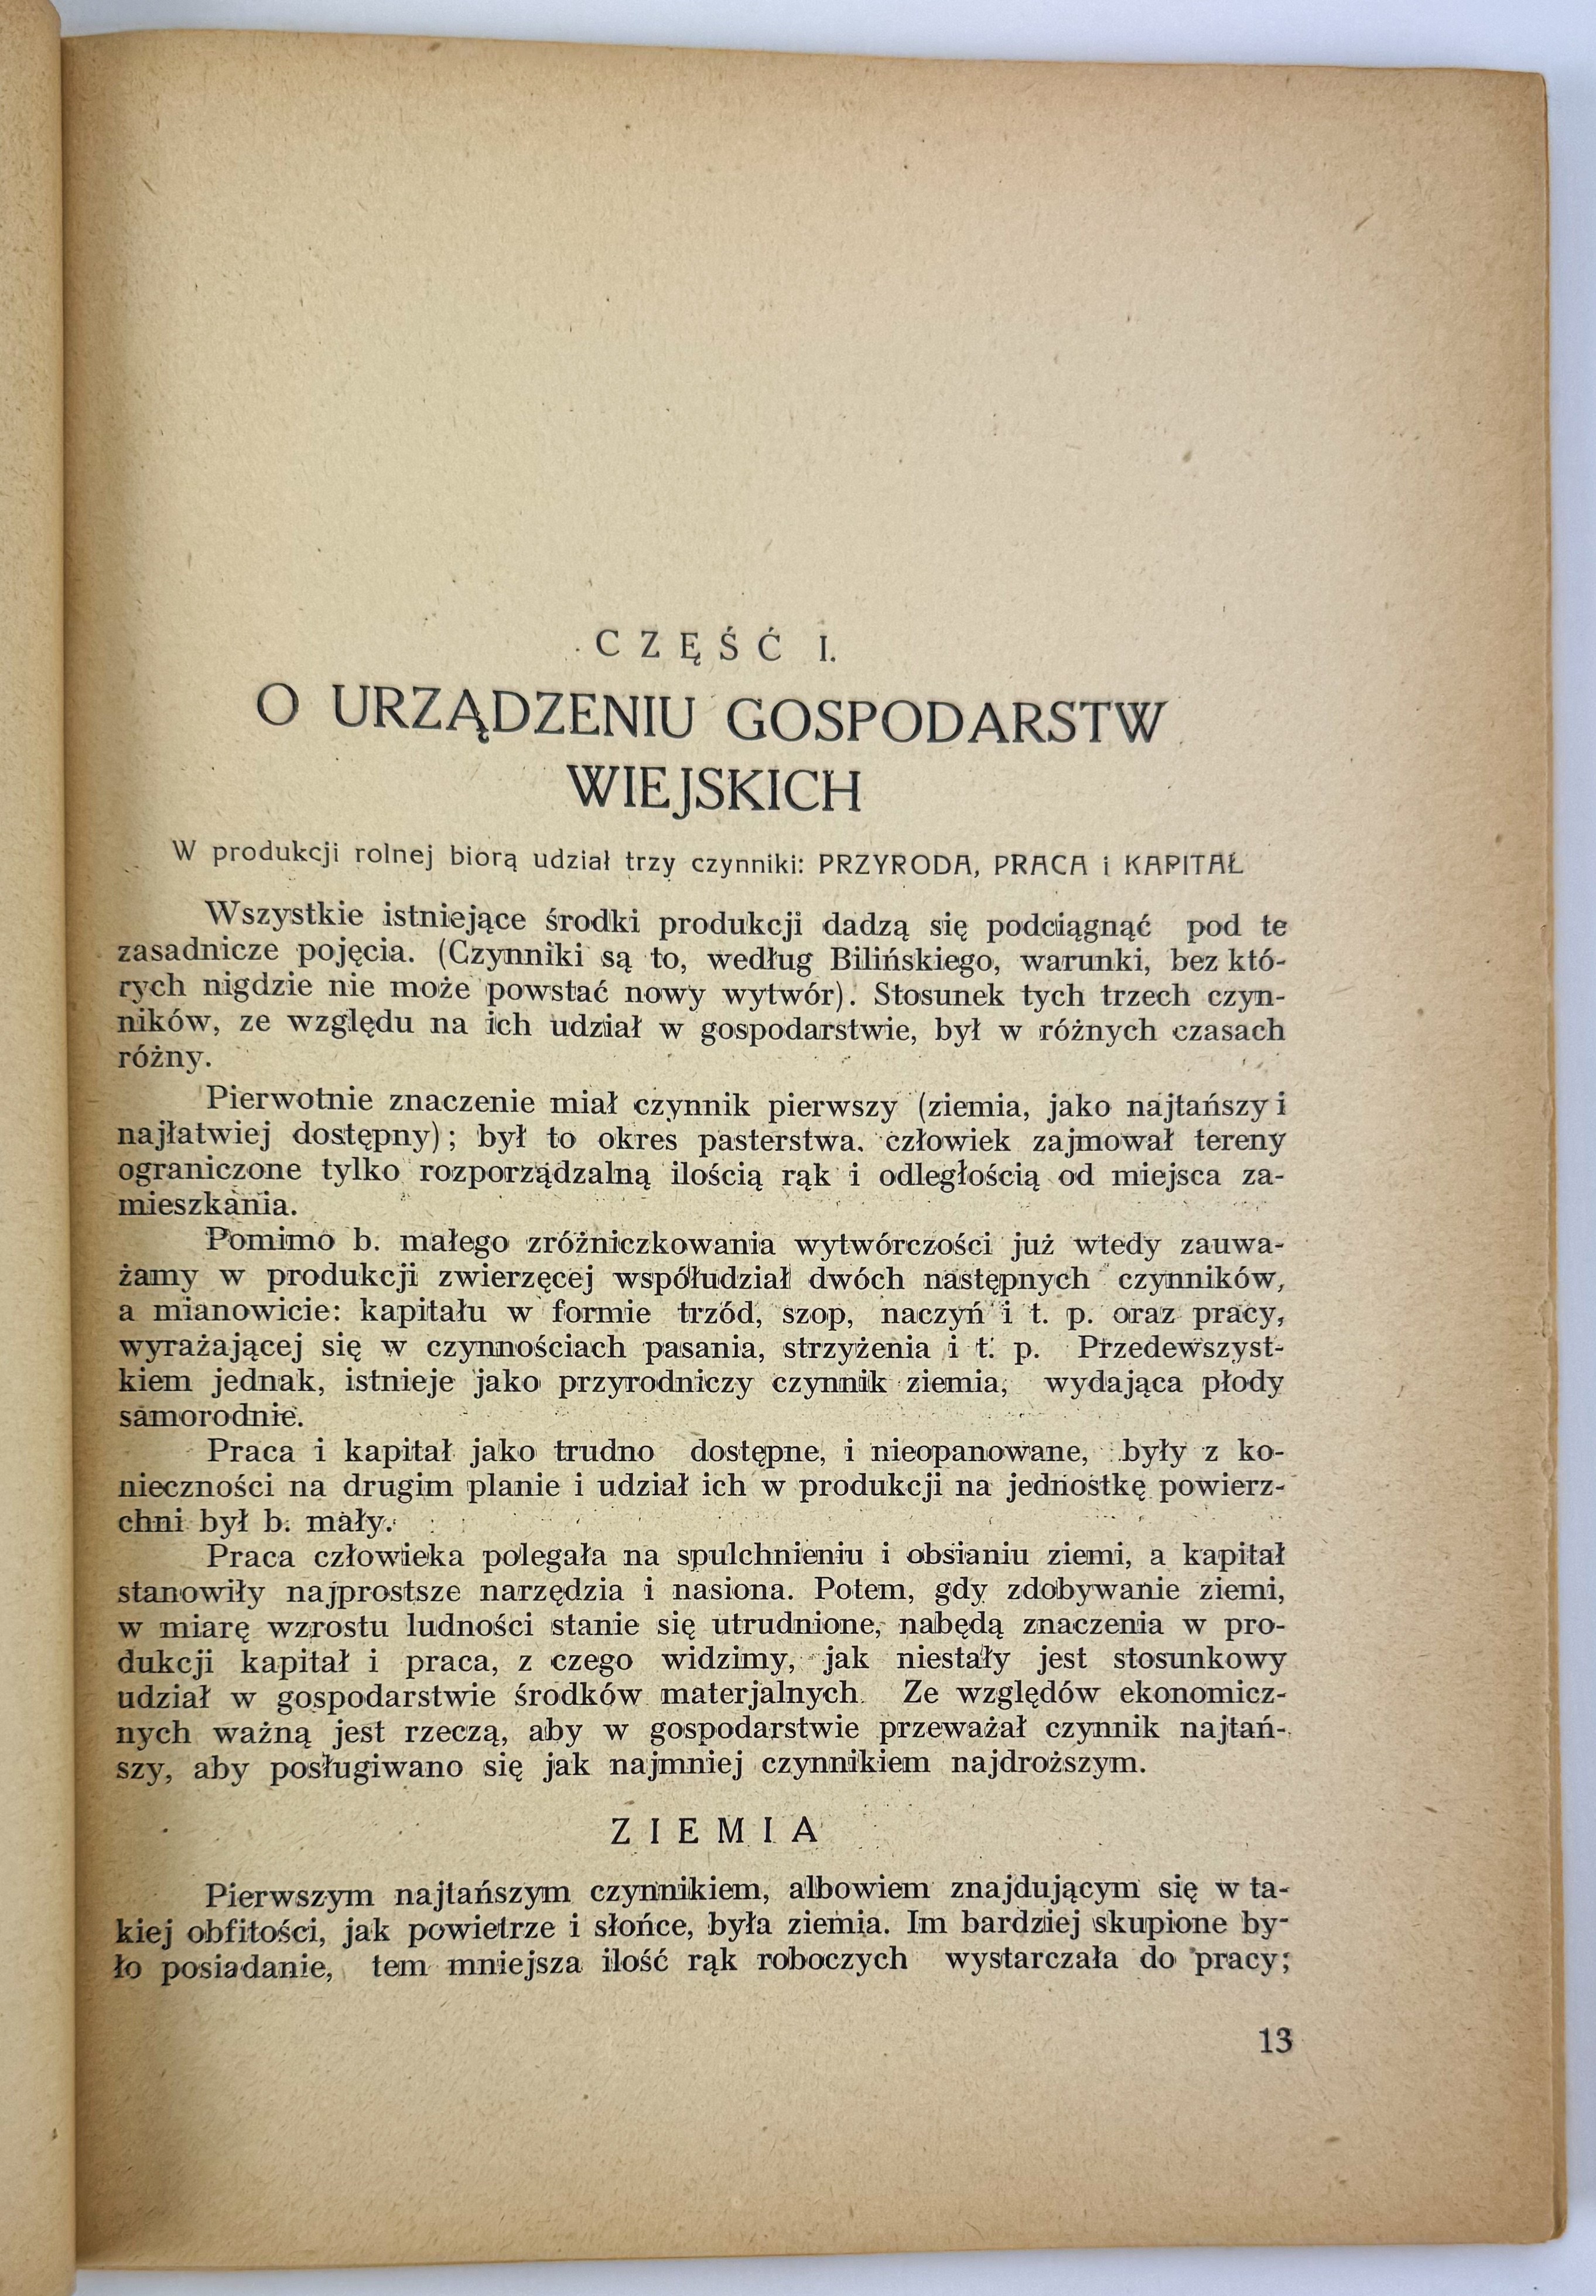 CZĘŚĆ I.
O URZĄDZENIU GOSPODARSTW
WIEJSKICH
W produkcji rolnej biorą udział trzy czynniki: PRZYRODA, PRACA i KAPITAŁ
Wszystkie istniejące środki produkcji dadzą się podciągnąć pod te
zasadnicze pojęcia. (Czynniki są to, według Bilińskiego, warunki, bez któ-
rych nigdzie nie może powstać nowy wytwór). Stosunek tych trzech czyn-
ników, ze względu na ich udział w gospodarstwie, był w różnych czasach
różny.
Pierwotnie znaczenie miał czynnik pierwszy (ziemia, jako najtańszy i
najłatwiej dostępny); był to okres pasterstwa. człowiek zajmował tereny
ograniczone tylko rozporządzalną ilością rąk i odległością od miejsca za-
mieszkania.
Pomimo b. małego zróżniczkowania wytwórczości już wtedy zauwa-
żamy w produkcji zwierzęcej współudział dwóch następnych czynników,
a mianowicie: kapitału w formie trzód, szop, naczyń i t. p. oraz pracy,
wyrażającej się w czynnościach pasania, strzyżenia i t. p. Przedewszyst-
kiem jednak, istnieje jako przyrodniczy czynnik ziemia, wydająca płody
samorodnie.
Praca i kapitał jako trudno dostępne, i nieopanowane, były z ko-
nieczności na drugim planie i udział ich w produkcji na jednostkę powierz-
chni był b. mały.
Praca człowieka polegała na spulchnieniu i obsianiu ziemi, a kapitał
stanowiły najprostsze narzędzia i nasiona. Potem, gdy zdobywanie ziemi,
w miarę wzrostu ludności stanie się utrudnione, nabędą znaczenia w pro-
dukcji kapitał i praca, z czego widzimy, jak niestały jest stosunkowy
udział w gospodarstwie środków materjalnych. Ze względów ekonomicz-
nych ważną jest rzeczą, aby w gospodarstwie przeważał czynnik najtań-
szy, aby posługiwano się jak najmniej czynnikiem najdroższym.
ZIEMIA
Pierwszym najtańszym czynnikiem, albowiem znajdującym się w ta-
kiej obfitości, jak powietrze i słońce, była ziemia. Im bardziej skupione by-
ło posiadanie, tem mniejsza ilość rąk roboczych wystarczała do pracy;
13